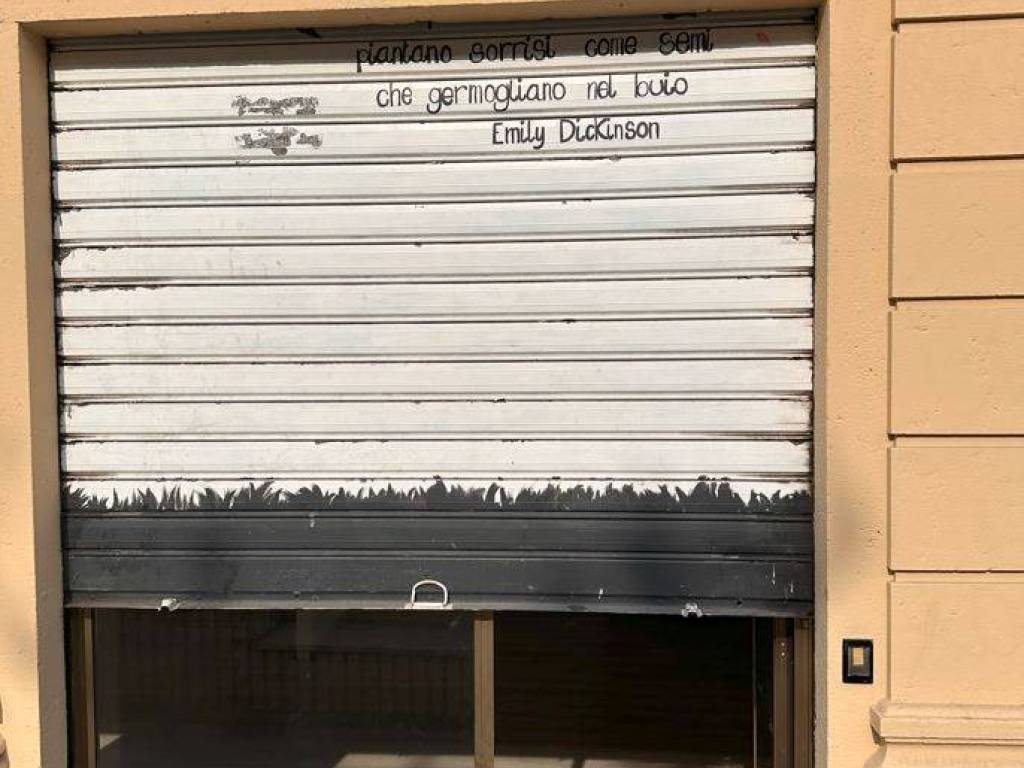 piantano sorrisi come semi
che germogliano nel buio
Emily Dickinson